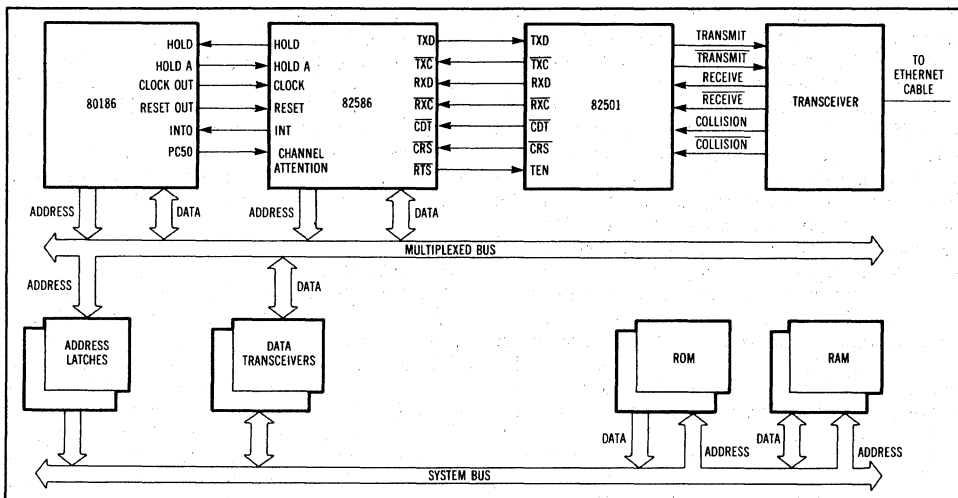 HOLD HOLD TXD TXD TRANSMIT
HOLD A HOLD A TXC TXC TRANSMIT
CLOCK OUT CLOCK RXD RXD RECEIVE
80186 82586 82501 TRANSCEIVER
TO
ETHERNET
CABLE
RESET OUT RESET RXC RXC RECEIVE
INTO INT CDT CDT COLLISION
PC50 CHANNEL
ATTENTION CRS CRS COLLISION
RTS TEN
ADDRESS DATA ADDRESS DATA
MULTIPLEXED BUS
ADDRESS DATA
ADDRESS
LATCHES
DATA
TRANSCEIVERS
ROM
RAM
DATA ADDRESS DATA ADDRESS
SYSTEM BUS